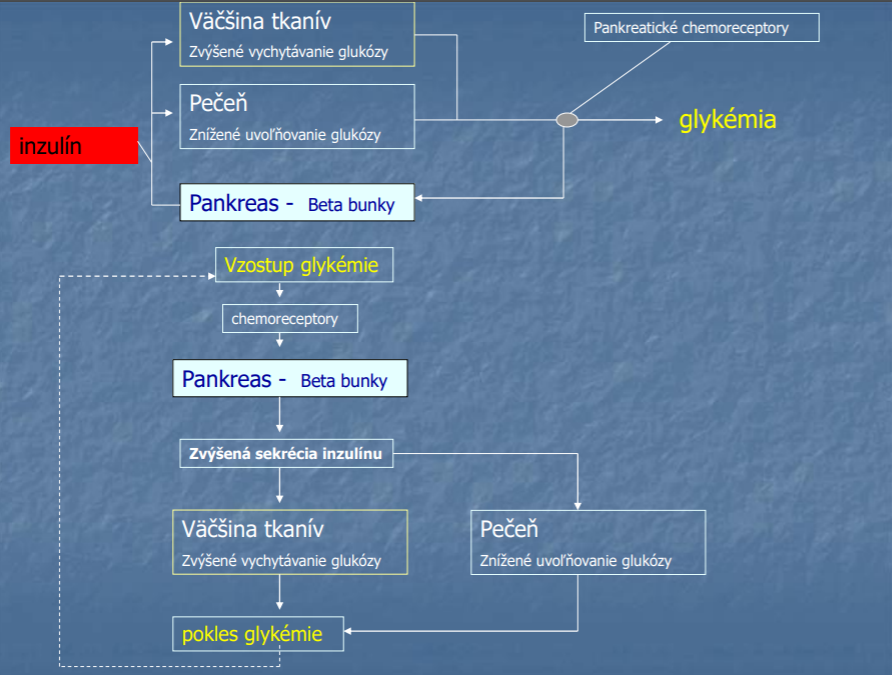 Väčšina tkanív
Zvýšené vychytávanie glukózy
Pankreatické chemoreceptory
Pečeň
Znížené uvoľňovanie glukózy
glykémia
inzulín
Pankreas - Beta bunky
Vzostup glykémie
chemoreceptory
Pankreas - Beta bunky
Zvýšená sekrécia inzulínu
Väčšina tkanív
Zvýšené vychytávanie glukózy
Pečeň
Znížené uvoľňovanie glukózy
pokles glykémie